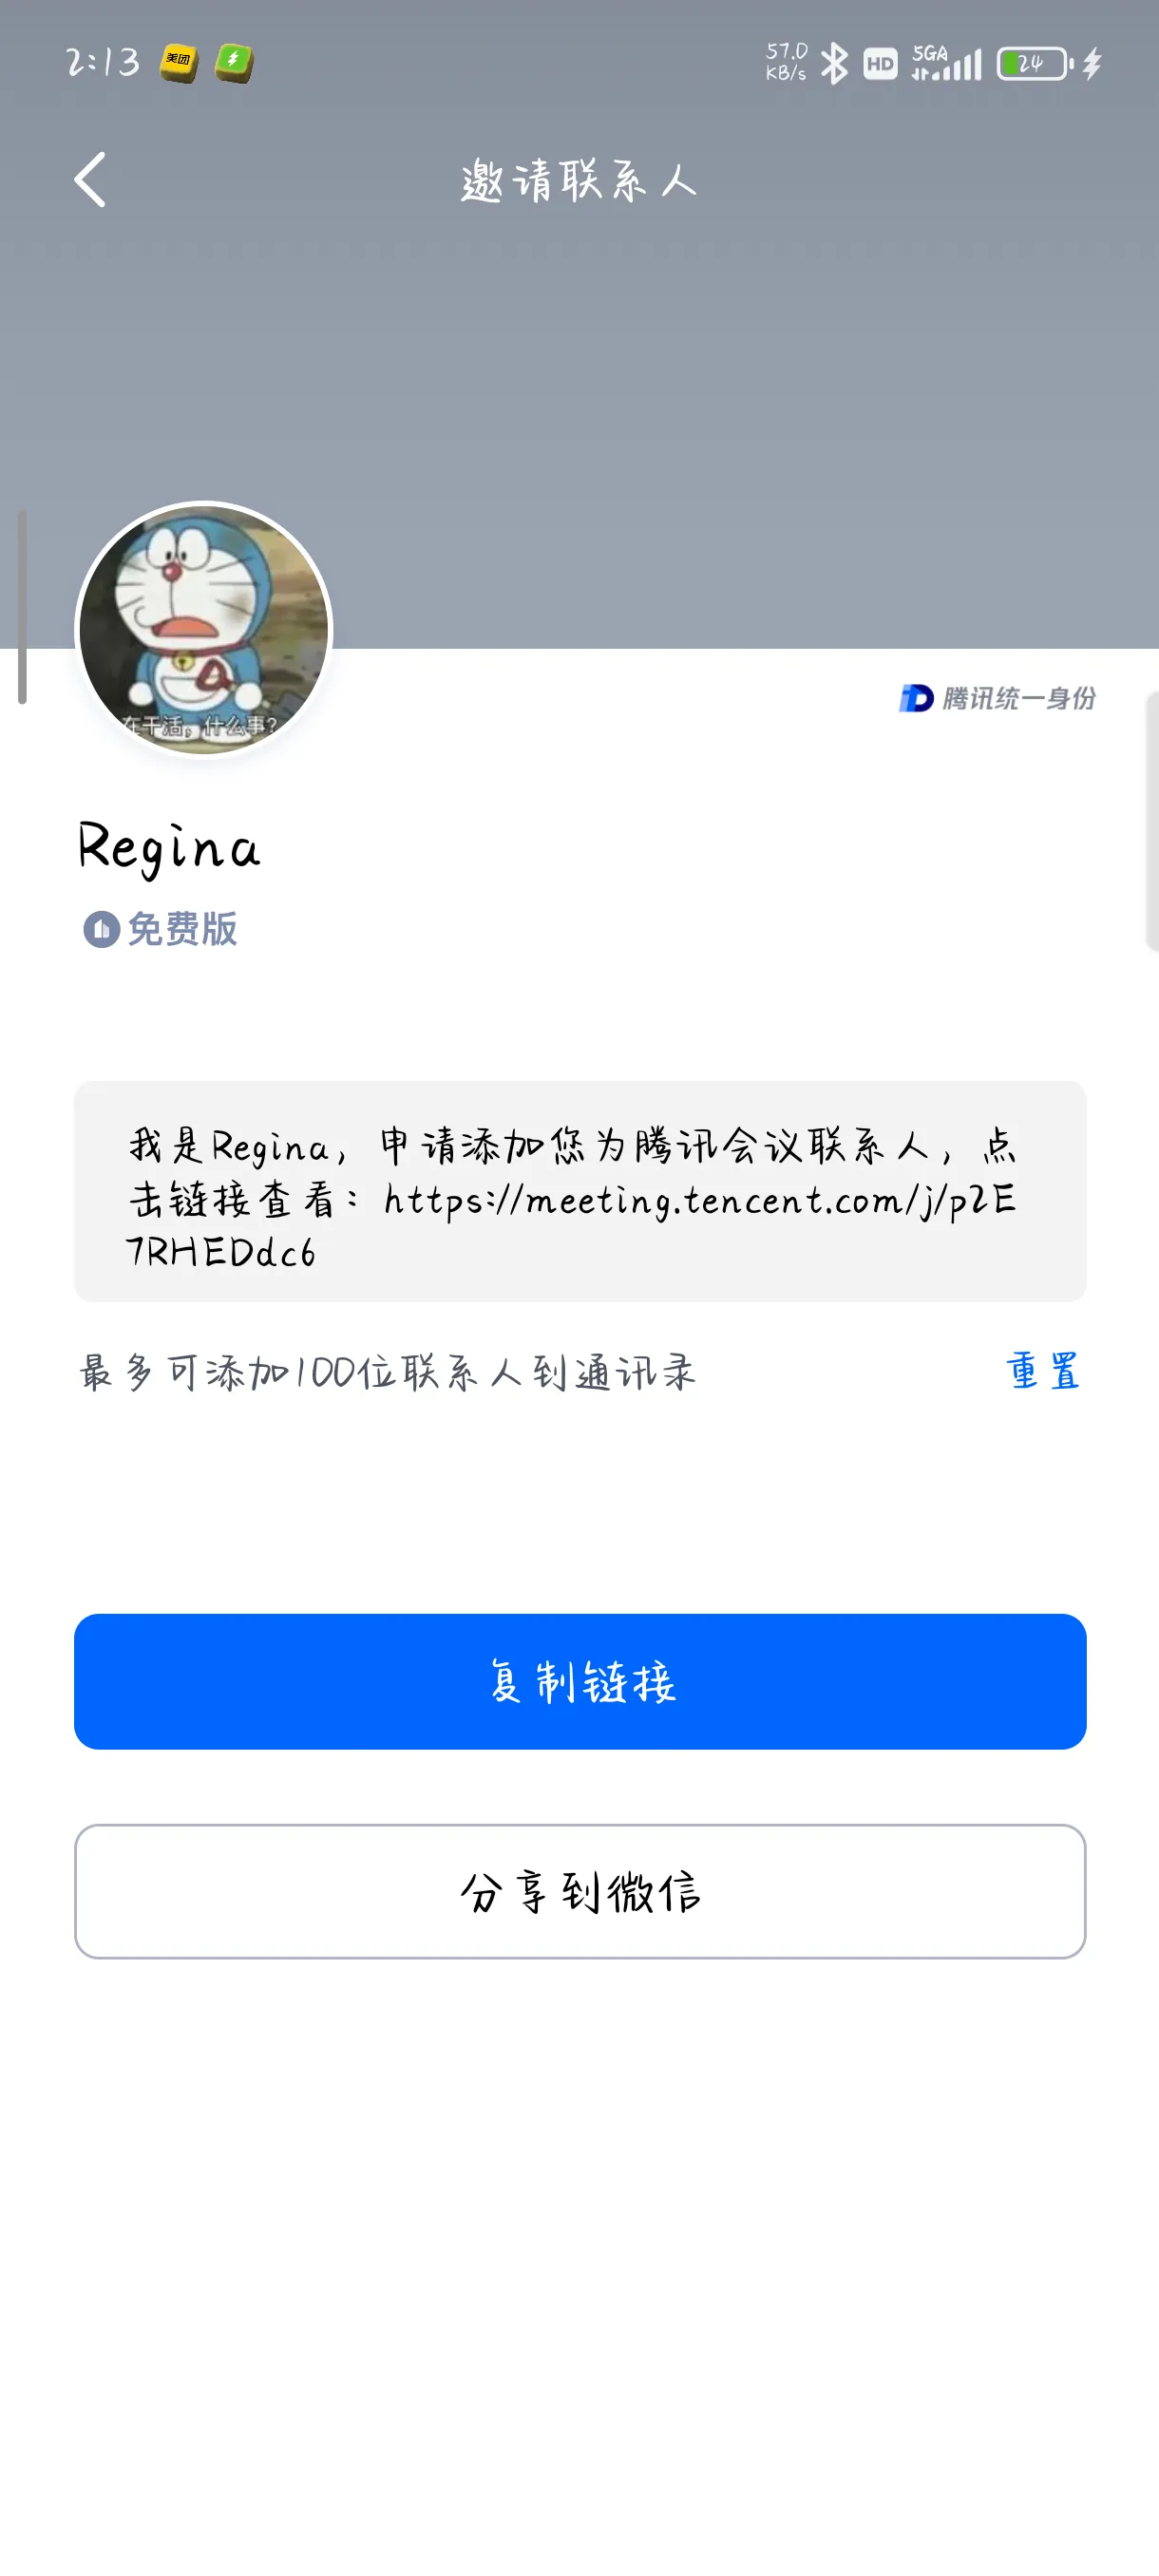 2:13 美团 57.0 KB/s HD 5GA 24
邀请联系人
在干活，什么事？
腾讯统一身份
Regina
免费版
我是Regina，申请添加您为腾讯会议联系人，点
击链接查看：https://meeting.tencent.com/j/p2E
7RHEDdc6
最多可添加100位联系人到通讯录 重置
复制链接
分享到微信